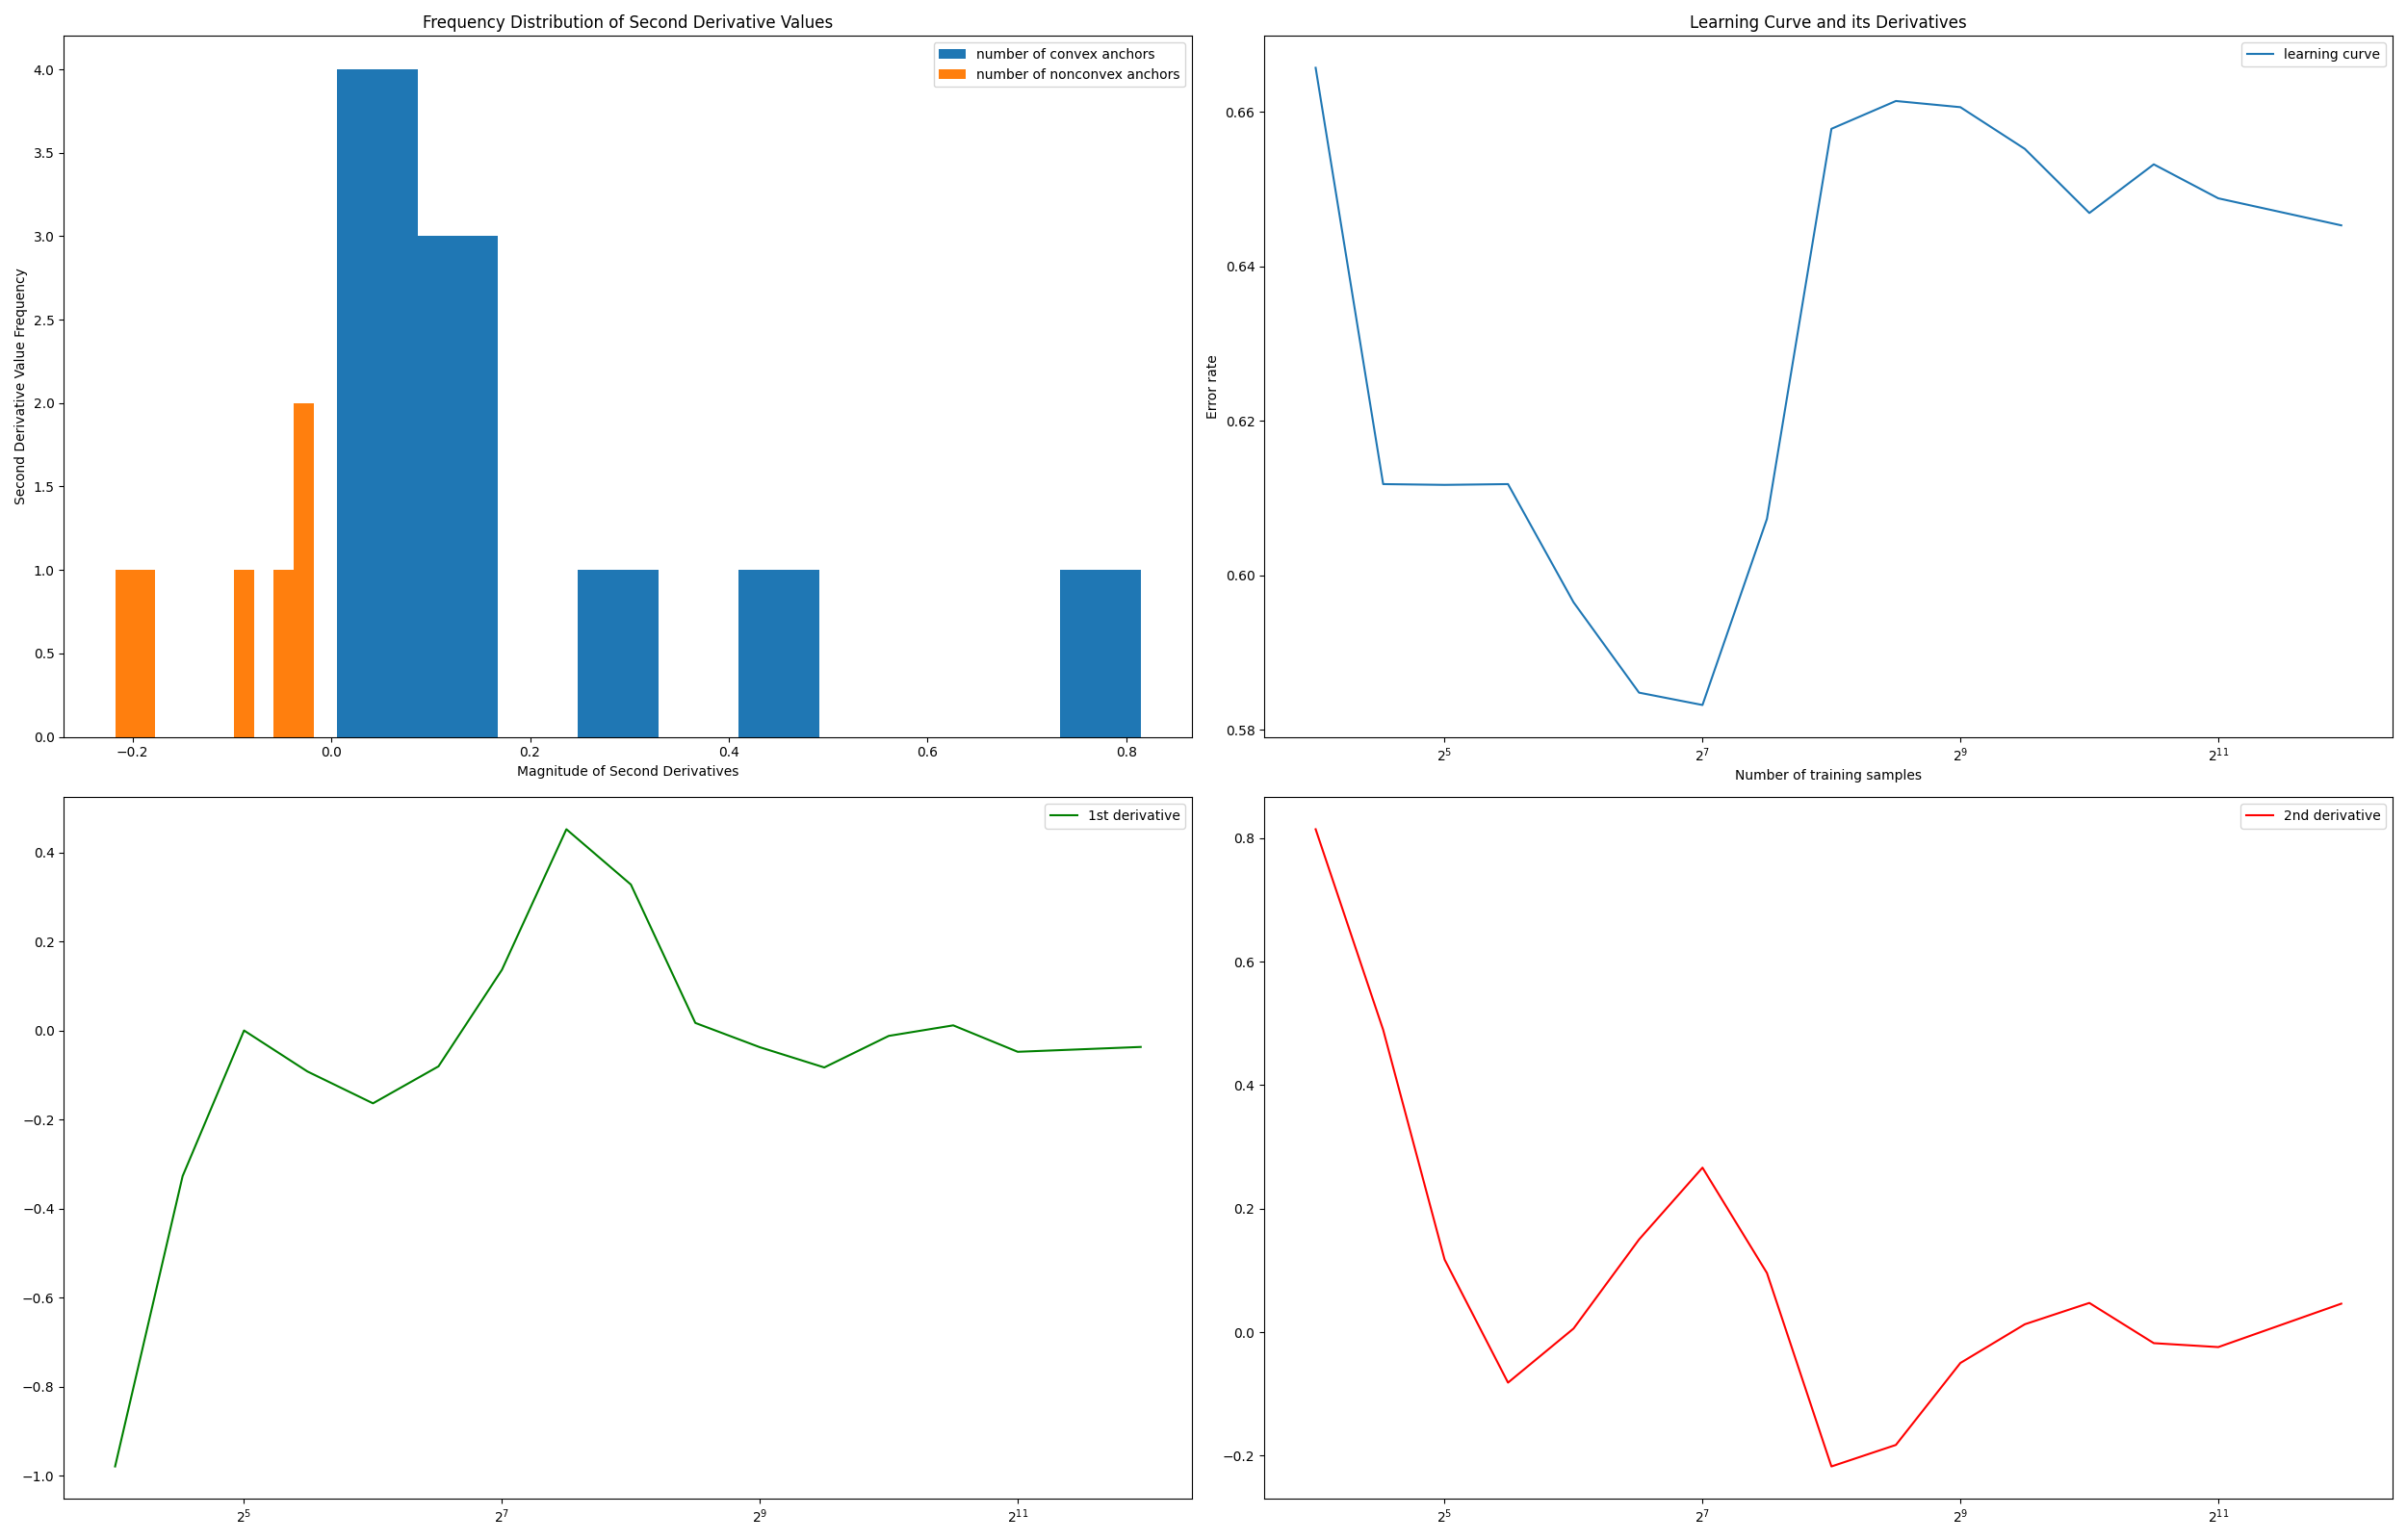 Frequency Distribution of Second Derivative Values
number of convex anchors
number of nonconvex anchors
4.0
3.5
3.0
2.5
2.0
1.5
1.0
0.5
0.0
Second Derivative Value Frequency
−0.2 0.0 0.2 0.4 0.6 0.8
Magnitude of Second Derivatives
Learning Curve and its Derivatives
learning curve
0.66
0.64
0.62
0.60
0.58
Error rate
2⁵ 2⁷ 2⁹ 2¹¹
Number of training samples
1st derivative
0.4
0.2
0.0
−0.2
−0.4
−0.6
−0.8
−1.0
2⁵ 2⁷ 2⁹ 2¹¹
2nd derivative
0.8
0.6
0.4
0.2
0.0
−0.2
2⁵ 2⁷ 2⁹ 2¹¹